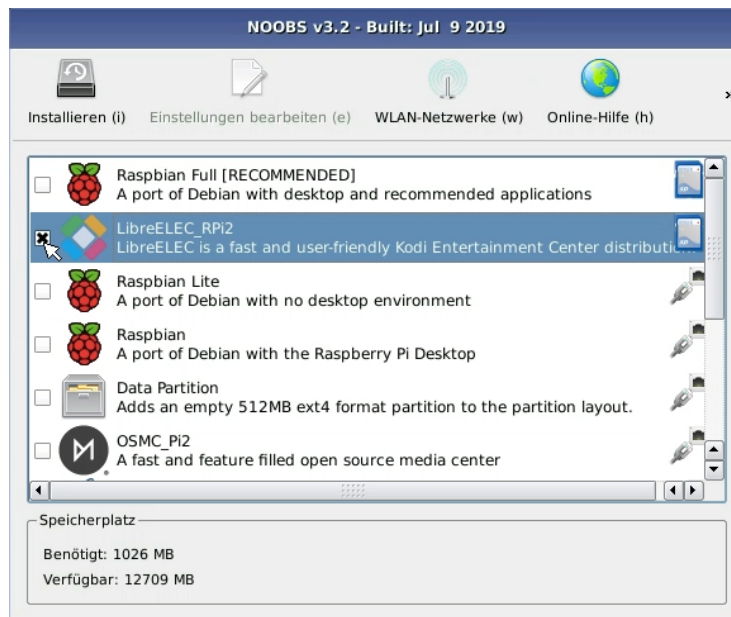 NOOBS v3.2 - Built: Jul  9 2019
Installieren (i)
Einstellungen bearbeiten (e)
WLAN-Netzwerke (w)
Online-Hilfe (h)
»
Raspbian Full [RECOMMENDED]
A port of Debian with desktop and recommended applications
LibreELEC_RPi2
LibreELEC is a fast and user-friendly Kodi Entertainment Center distributi
Raspbian Lite
A port of Debian with no desktop environment
Raspbian
A port of Debian with the Raspberry Pi Desktop
Data Partition
Adds an empty 512MB ext4 format partition to the partition layout.
OSMC_Pi2
A fast and feature filled open source media center
Speicherplatz
Benötigt: 1026 MB
Verfügbar: 12709 MB